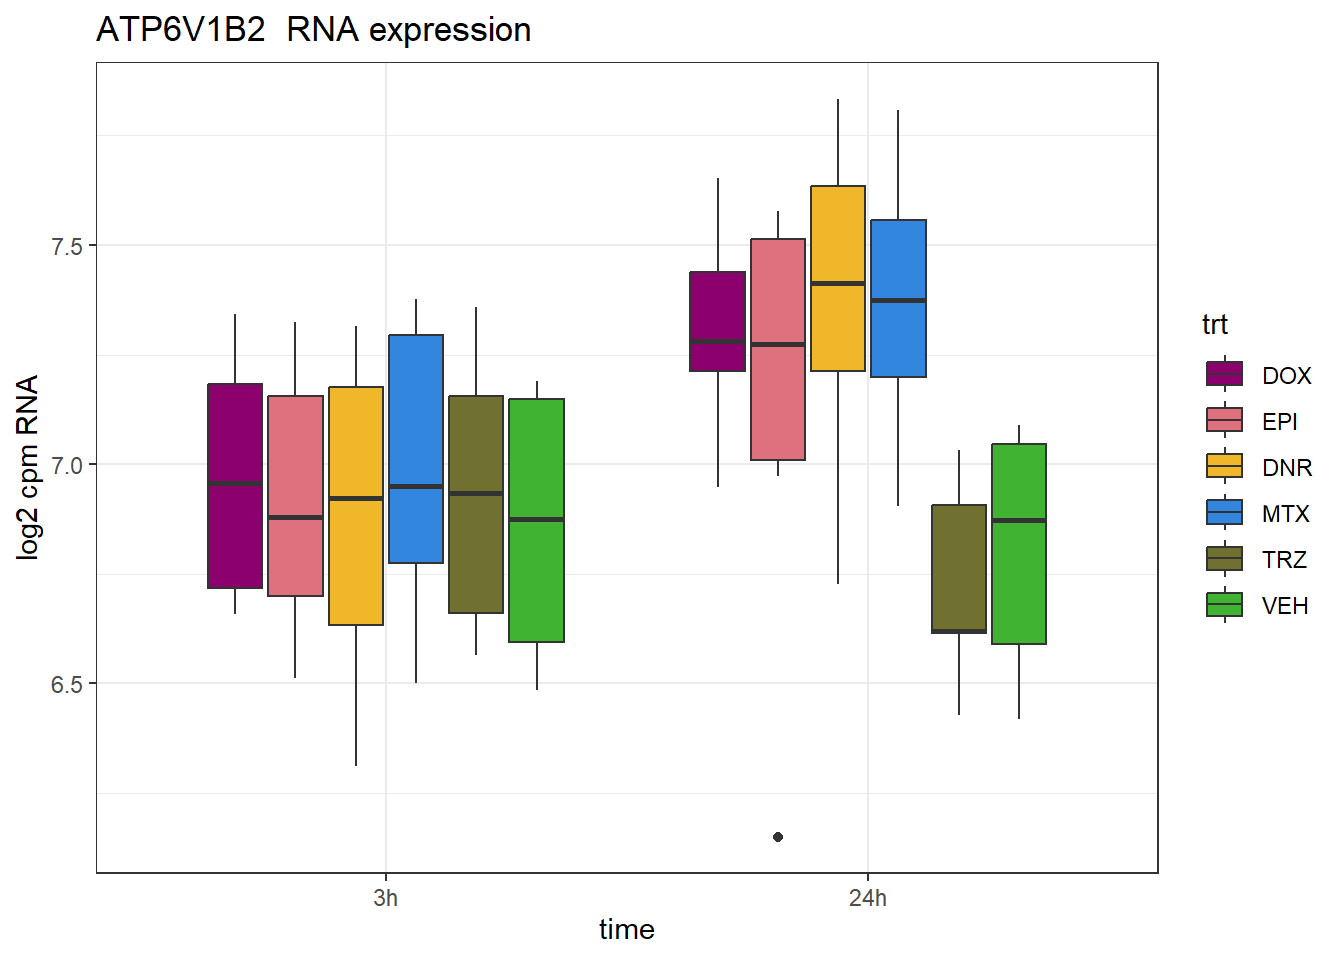 ATP6V1B2  RNA expression
log2 cpm RNA
7.5
7.0
6.5
3h
24h
time
trt
DOX
EPI
DNR
MTX
TRZ
VEH